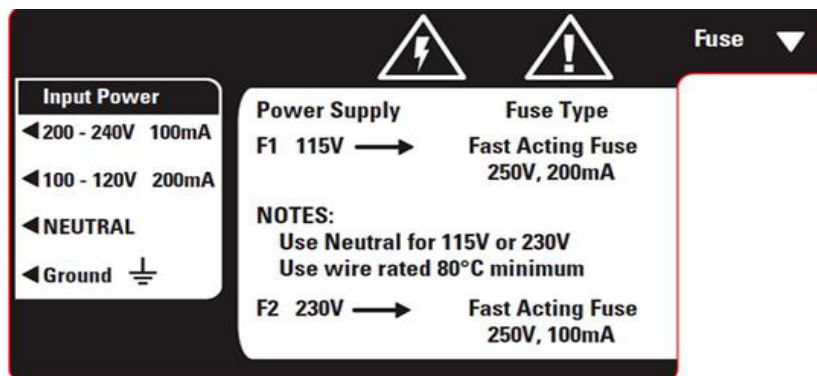 Fuse
Input Power
200 - 240V 100mA
100 - 120V 200mA
NEUTRAL
Ground
Power Supply Fuse Type
F1 115V Fast Acting Fuse
250V, 200mA
NOTES:
Use Neutral for 115V or 230V
Use wire rated 80°C minimum
F2 230V Fast Acting Fuse
250V, 100mA